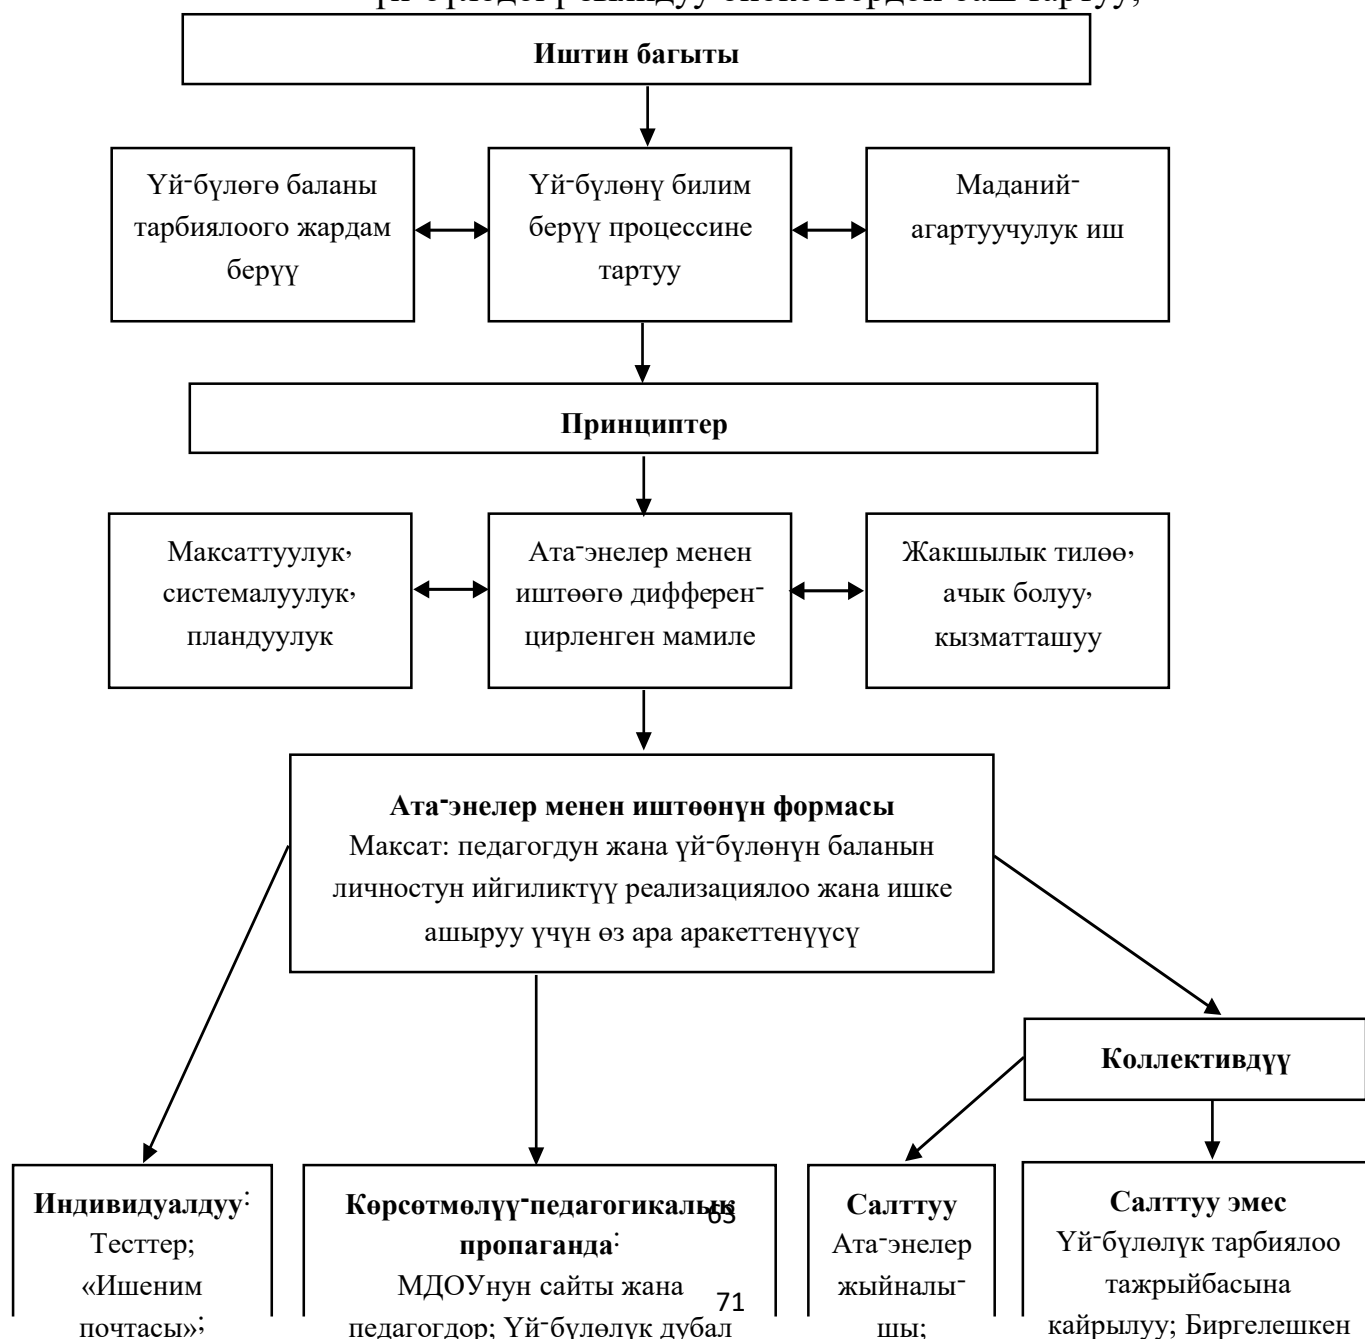 Иштин багыты
Үй-бүлөгө баланы
тарбиялоого жардам
берүү
Үй-бүлөнү билим
берүү процессине
тартуу
Маданий-
агартуучулук иш
Принциптер
Максаттуулук,
системалуулук,
пландуулук
Ата-энелер менен
иштөөгө дифферен-
цирленген мамиле
Жакшылык тилөө,
ачык болуу,
кызматташуу
Ата-энелер менен иштөөнүн формасы
Максат: педагогдун жана үй-бүлөнүн баланын
личностун ийгиликтүү реализациялоо жана ишке
ашыруу үчүн өз ара аракеттенүүсү
Коллективдүү
Индивидуалдуу:
Тесттер;
«Ишеним
почтасы»;
Көрсөтмөлүү-педагогикалык
63
пропаганда:
МДОУнун сайты жана
71
педагогдор; Үй-бүлөлүк дубал
Салттуу
Ата-энелер
жыйналы-
шы;
Салттуу эмес
Үй-бүлөлүк тарбиялоо
тажрыйбасына
кайрылуу; Биргелешкен